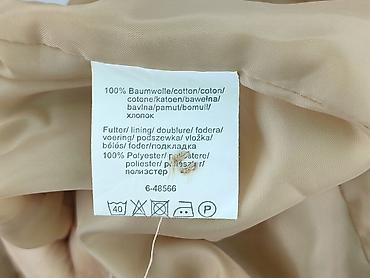 100% Baumwolle/cotton/coton/
cotone/katoen/bawełna/
bavlna/pamut/bomull/
хлопок
Futter/ lining/ doublure/ fodera/
voering/ podszewka/ vložka/
bélés/ foder/подкладка
100% Polyester/
poliester/
полиэстер
6-48566
40 P